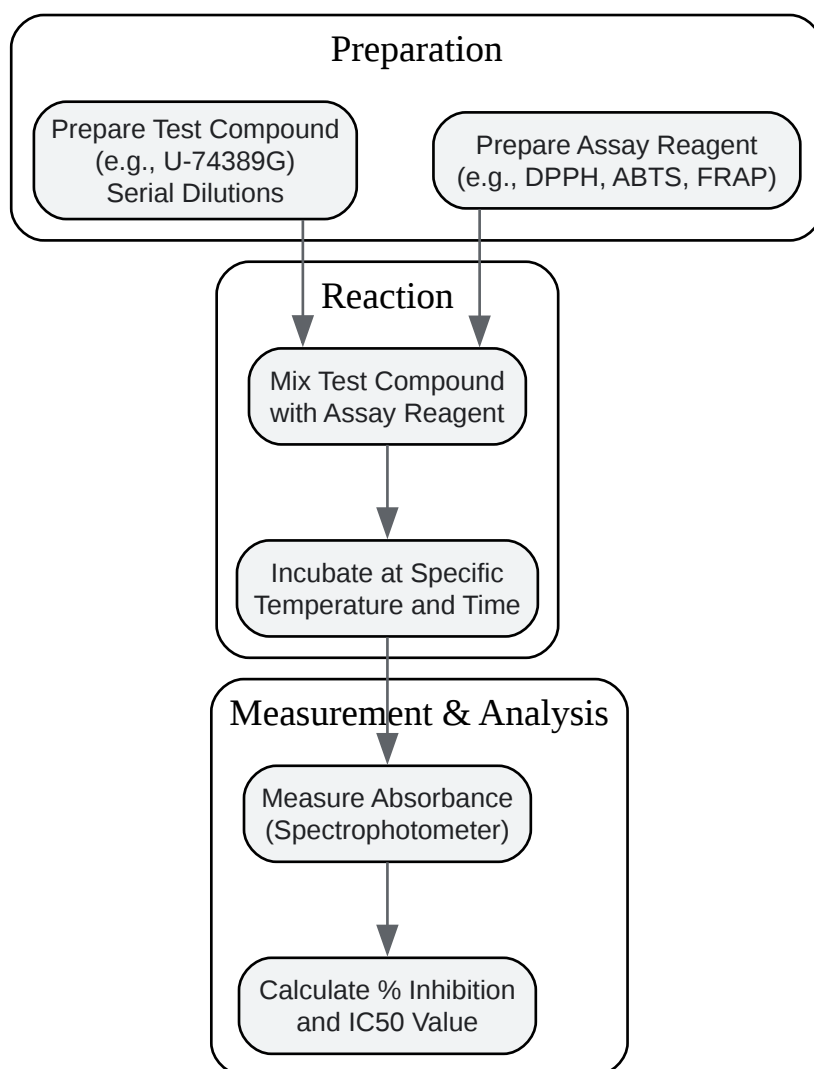 Preparation
Prepare Test Compound
(e.g., U-74389G)
Serial Dilutions
Prepare Assay Reagent
(e.g., DPPH, ABTS, FRAP)
Reaction
Mix Test Compound
with Assay Reagent
Incubate at Specific
Temperature and Time
Measurement & Analysis
Measure Absorbance
(Spectrophotometer)
Calculate % Inhibition
and IC50 Value